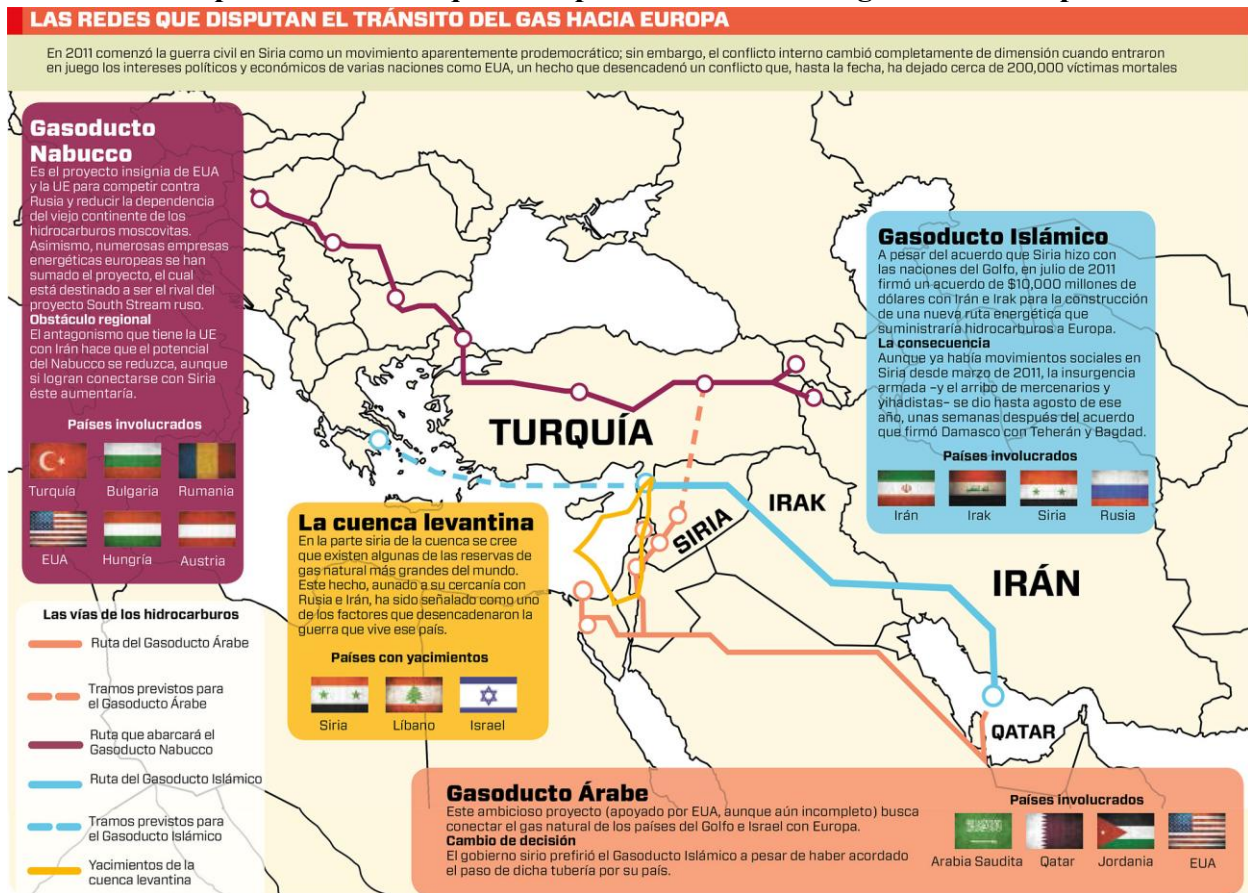 LAS REDES QUE DISPUTAN EL TRÁNSITO DEL GAS HACIA EUROPA
En 2011 comenzó la guerra civil en Siria como un movimiento aparentemente prodemocrático; sin embargo, el conflicto interno cambió completamente de dimensión cuando entraron
en juego los intereses políticos y económicos de varias naciones como EUA, un hecho que desencadenó un conflicto que, hasta la fecha, ha dejado cerca de 200,000 víctimas mortales
Gasoducto
Nabucco
Es el proyecto insignia de EUA
y la UE para competir contra
Rusia y reducir la dependencia
del viejo continente de los
hidrocarburos moscovitas.
Asimismo, numerosas empresas
energéticas europeas se han
sumado el proyecto, el cual
está destinado a ser el rival del
proyecto South Stream ruso.
Obstáculo regional
El antagonismo que tiene la UE
con Irán hace que el potencial
del Nabucco se reduzca, aunque
si logran conectarse con Siria
éste aumentaría.
Países involucrados
Turquía Bulgaria Rumania
EUA Hungría Austria
Gasoducto Islámico
A pesar del acuerdo que Siria hizo con
las naciones del Golfo, en julio de 2011
firmó un acuerdo de $10,000 millones de
dólares con Irán e Irak para la construcción
de una nueva ruta energética que
suministraría hidrocarburos a Europa.
La consecuencia
Aunque ya había movimientos sociales en
Siria desde marzo de 2011, la insurgencia
armada –y el arribo de mercenarios y
yihadistas– se dio hasta agosto de ese
año, unas semanas después del acuerdo
que firmó Damasco con Teherán y Bagdad.
Países involucrados
Irán Irak Siria Rusia
TURQUÍA
SIRIA
IRAK
IRÁN
QATAR
La cuenca levantina
En la parte siria de la cuenca se cree
que existen algunas de las reservas de
gas natural más grandes del mundo.
Este hecho, aunado a su cercanía con
Rusia e Irán, ha sido señalado como uno
de los factores que desencadenaron la
guerra que vive ese país.
Países con yacimientos
Siria Líbano Israel
Las vías de los hidrocarburos
Ruta del Gasoducto Árabe
Tramos previstos para
el Gasoducto Árabe
Ruta que abarcará el
Gasoducto Nabucco
Ruta del Gasoducto Islámico
Tramos previstos para
el Gasoducto Islámico
Yacimientos de la
cuenca levantina
Gasoducto Árabe
Este ambicioso proyecto (apoyado por EUA, aunque aún incompleto) busca
conectar el gas natural de los países del Golfo e Israel con Europa.
Cambio de decisión
El gobierno sirio prefirió el Gasoducto Islámico a pesar de haber acordado
el paso de dicha tubería por su país.
Países involucrados
Arabia Saudita Qatar Jordania EUA